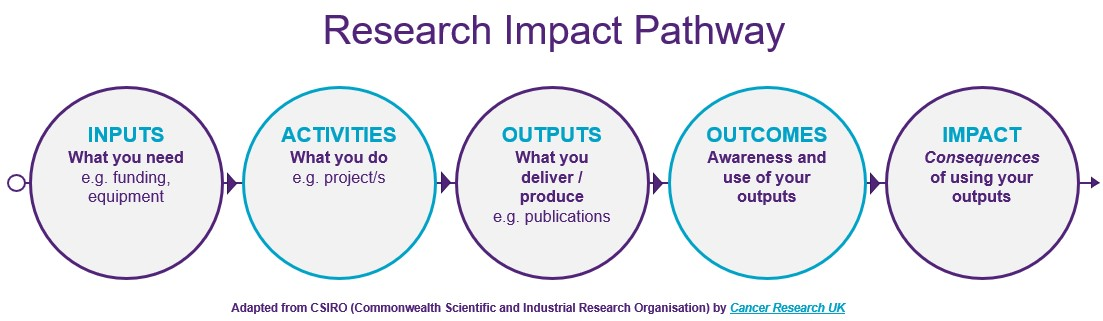 Research Impact Pathway
INPUTS
What you need
e.g. funding,
equipment
ACTIVITIES
What you do
e.g. project/s
OUTPUTS
What you
deliver /
produce
e.g. publications
OUTCOMES
Awareness and
use of your
outputs
IMPACT
Consequences
of using your
outputs
Adapted from CSIRO (Commonwealth Scientific and Industrial Research Organisation) by Cancer Research UK